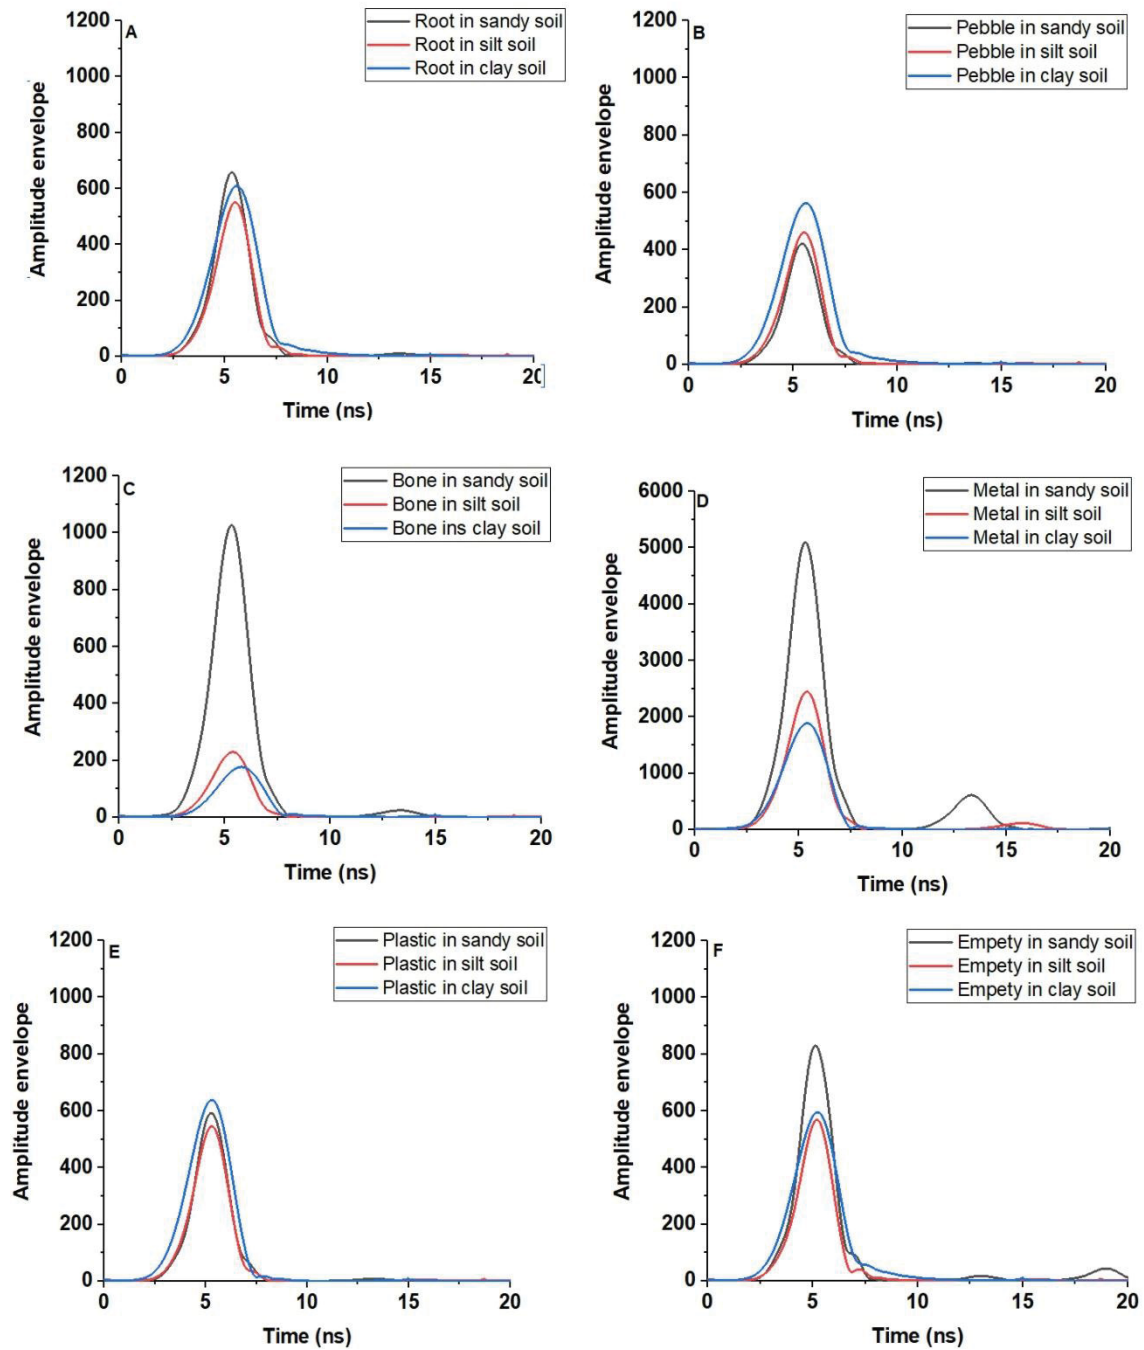 A
Root in sandy soil
Root in silt soil
Root in clay soil
1200
1000
800
600
400
200
0
Amplitude envelope
0 5 10 15 20
Time (ns)
B
Pebble in sandy soil
Pebble in silt soil
Pebble in clay soil
1200
1000
800
600
400
200
0
Amplitude envelope
0 5 10 15 20
Time (ns)
C
Bone in sandy soil
Bone in silt soil
Bone ins clay soil
1200
1000
800
600
400
200
0
Amplitude envelope
0 5 10 15 20
Time (ns)
D
Metal in sandy soil
Metal in silt soil
Metal in clay soil
6000
5000
4000
3000
2000
1000
0
Amplitude envelope
0 5 10 15 20
Time (ns)
E
Plastic in sandy soil
Plastic in silt soil
Plastic in clay soil
1200
1000
800
600
400
200
0
Amplitude envelope
0 5 10 15 20
Time (ns)
F
Empety in sandy soil
Empety in silt soil
Empety in clay soil
1200
1000
800
600
400
200
0
Amplitude envelope
0 5 10 15 20
Time (ns)